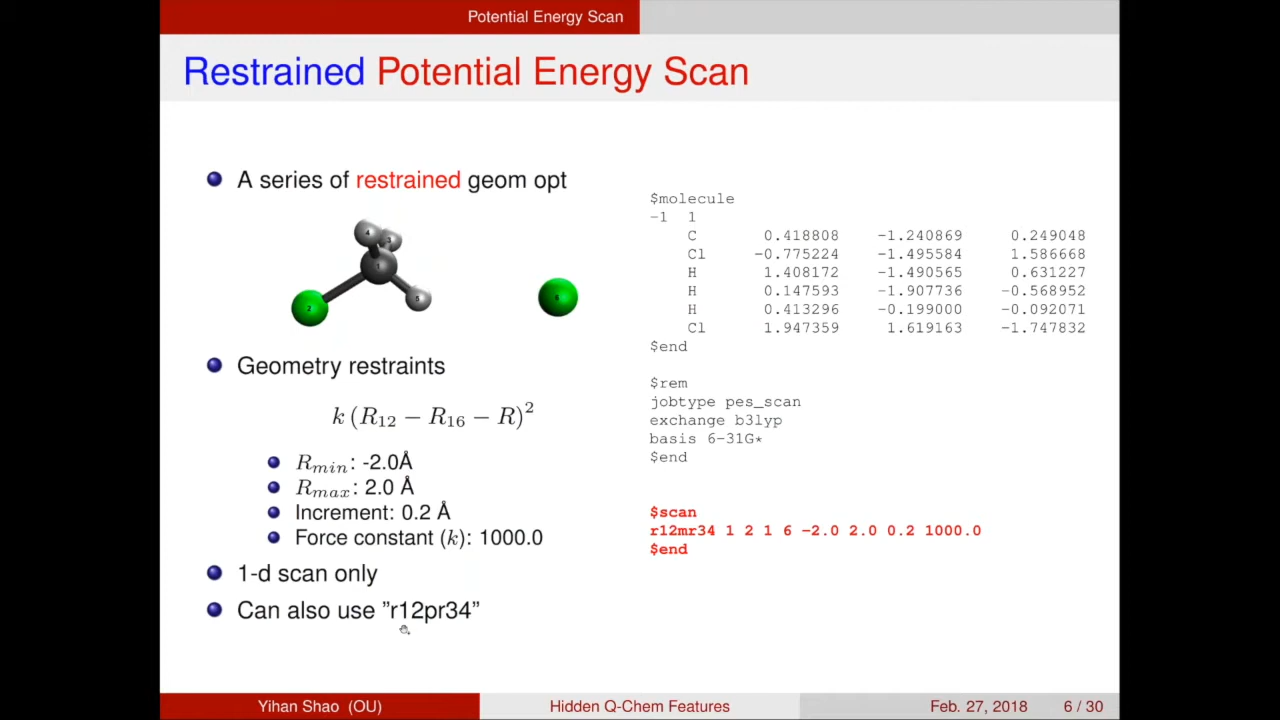 Potential Energy Scan
Restrained Potential Energy Scan
A series of restrained geom opt
4
3
1
5
2
6
Geometry restraints
k (R12 − R16 − R)²
Rmin: -2.0Å
Rmax: 2.0 Å
Increment: 0.2 Å
Force constant (k): 1000.0
1-d scan only
Can also use ”r12pr34”
$molecule
-1 1
C 0.418808 -1.240869 0.249048
Cl -0.775224 -1.495584 1.586668
H 1.408172 -1.490565 0.631227
H 0.147593 -1.907736 -0.568952
H 0.413296 -0.199000 -0.092071
Cl 1.947359 1.619163 -1.747832
$end
$rem
jobtype pes_scan
exchange b3lyp
basis 6-31G*
$end
$scan
r12mr34 1 2 1 6 -2.0 2.0 0.2 1000.0
$end
Yihan Shao (OU) Hidden Q-Chem Features Feb. 27, 2018 6 / 30